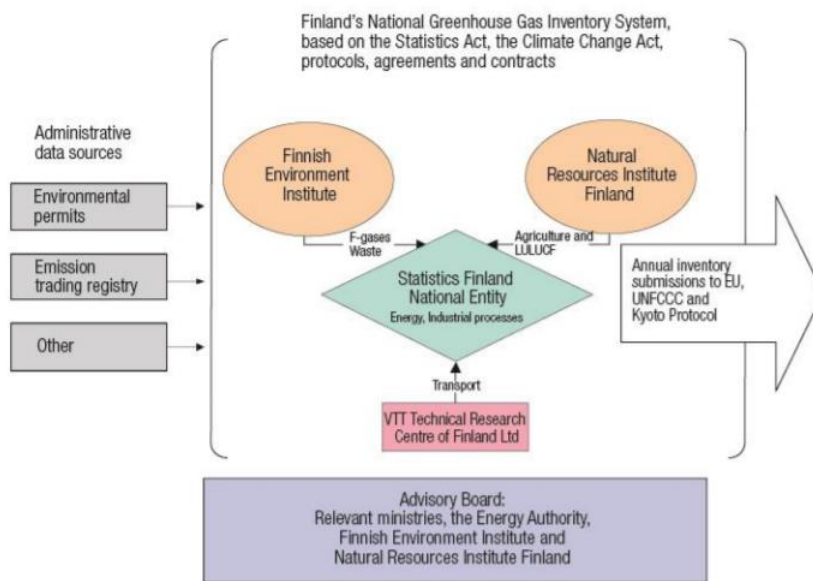 Finland's National Greenhouse Gas Inventory System,
based on the Statistics Act, the Climate Change Act,
protocols, agreements and contracts
Administrative
data sources
Environmental
permits
Emission
trading registry
Other
Finnish
Environment
Institute
Natural
Resources Institute
Finland
F-gases
Waste
Agriculture and
LULUCF
Statistics Finland
National Entity
Energy, Industrial processes
Transport
VTT Technical Research
Centre of Finland Ltd
Annual inventory
submissions to EU,
UNFCCC and
Kyoto Protocol
Advisory Board:
Relevant ministries, the Energy Authority,
Finnish Environment Institute and
Natural Resources Institute Finland